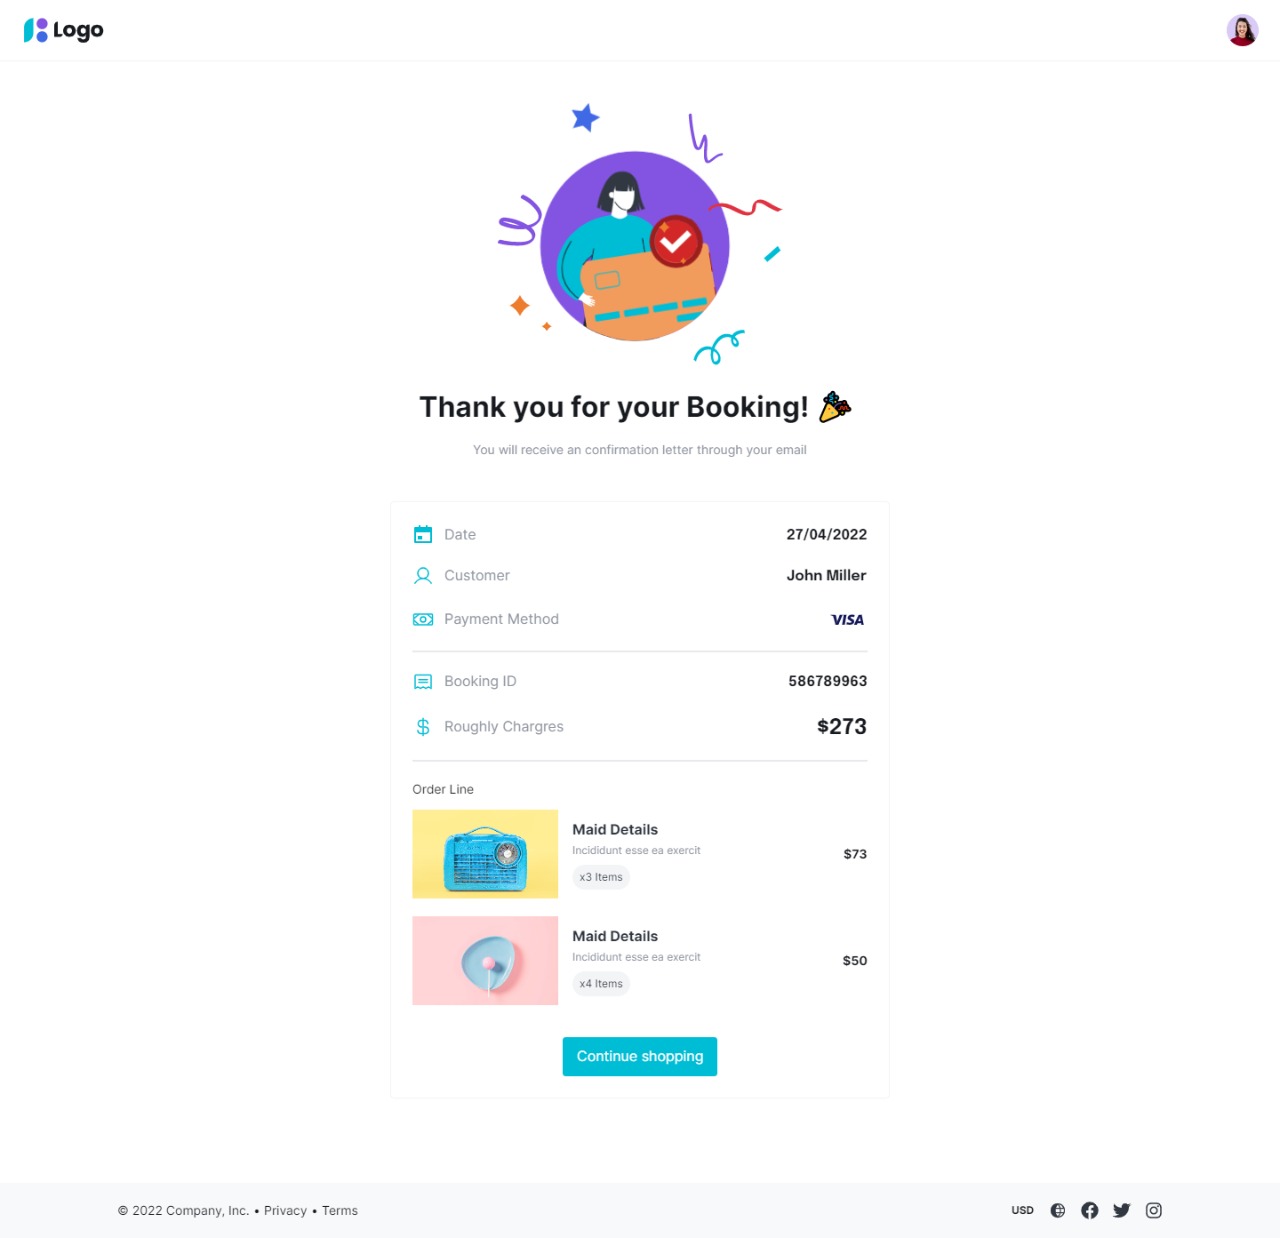 Logo
Thank you for your Booking!
You will receive an confirmation letter through your email
Date 27/04/2022
Customer John Miller
Payment Method VISA
Booking ID 586789963
Roughly Chargres $273
Order Line
Maid Details
Incididunt esse ea exercit
$73
x3 Items
Maid Details
Incididunt esse ea exercit
$50
x4 Items
Continue shopping
© 2022 Company, Inc. • Privacy • Terms USD